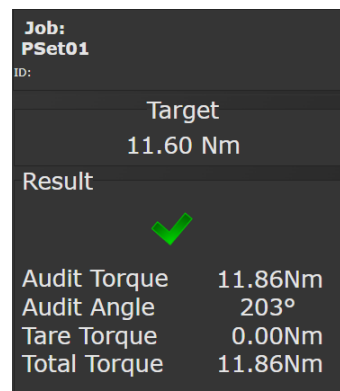 Job:
PSet01
ID:
Target
11.60 Nm
Result
Audit Torque 11.86Nm
Audit Angle 203°
Tare Torque 0.00Nm
Total Torque 11.86Nm